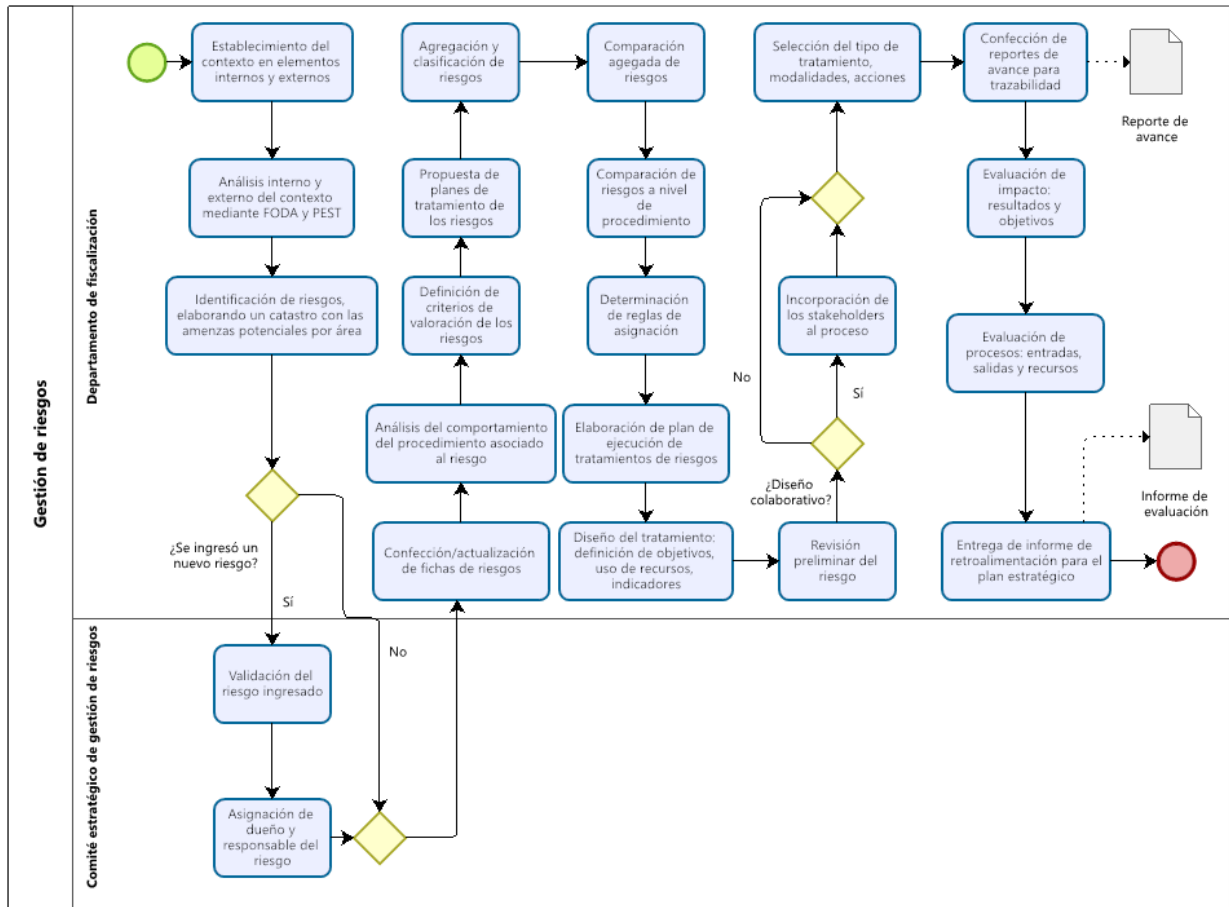 Gestión de riesgos
Departamento de fiscalización
Establecimiento del
contexto en elementos
internos y externos
Análisis interno y
externo del contexto
mediante FODA y PEST
Identificación de riesgos,
elaborando un catastro con las
amenzas potenciales por área
¿Se ingresó un
nuevo riesgo?
Sí
No
Comité estratégico de gestión de riesgos
Validación del
riesgo ingresado
Asignación de
dueño y
responsable del
riesgo
Confección/actualización
de fichas de riesgos
Análisis del comportamiento
del procedimiento asociado
al riesgo
Definición de
criterios de
valoración de los
riesgos
Propuesta de
planes de
tratamiento de
los riesgos
Agregación y
clasificación de
riesgos
Comparación
agegada de
riesgos
Comparación de
riesgos a nivel de
procedimiento
Determinación
de reglas de
asignación
Elaboración de plan de
ejecución de
tratamientos de riesgos
Diseño del tratamiento:
definición de objetivos,
uso de recursos,
indicadores
Revisión
preliminar del
riesgo
¿Diseño
colaborativo?
Sí
No
Incorporación de
los stakeholders
al proceso
Selección del tipo de
tratamiento,
modalidades, acciones
Confección de
reportes de
avance para
trazabilidad
Reporte de
avance
Evaluación de
impacto:
resultados y
objetivos
Evaluación de
procesos: entradas,
salidas y recursos
Entrega de informe de
retroalimentación para el
plan estratégico
Informe de
evaluación